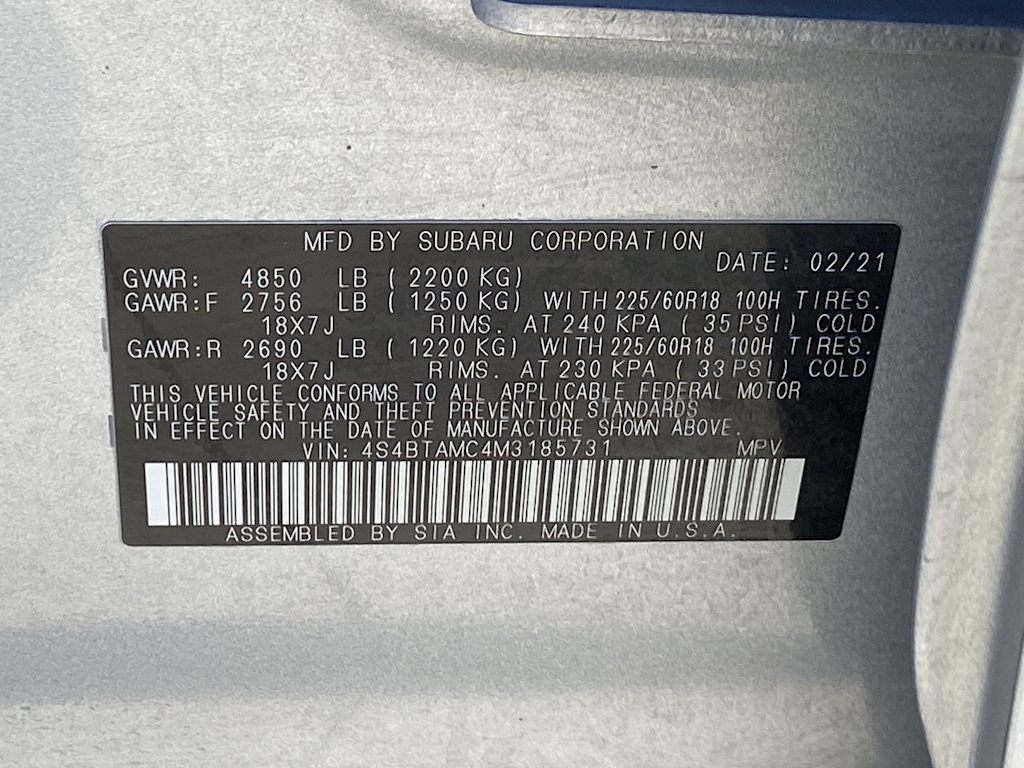 MFD BY SUBARU CORPORATION
DATE: 02/21
GVWR: 4850 LB ( 2200 KG)
GAWR:F 2756 LB ( 1250 KG) WITH 225/60R18 100H TIRES.
18X7J RIMS. AT 240 KPA ( 35 PSI) COLD
GAWR:R 2690 LB ( 1220 KG) WITH 225/60R18 100H TIRES.
18X7J RIMS. AT 230 KPA ( 33 PSI) COLD
THIS VEHICLE CONFORMS TO ALL APPLICABLE FEDERAL MOTOR
VEHICLE SAFETY AND THEFT PREVENTION STANDARDS
IN EFFECT ON THE DATE OF MANUFACTURE SHOWN ABOVE.
VIN: 4S4BTAMC4M3185731 MPV
ASSEMBLED BY SIA INC. MADE IN U.S.A.